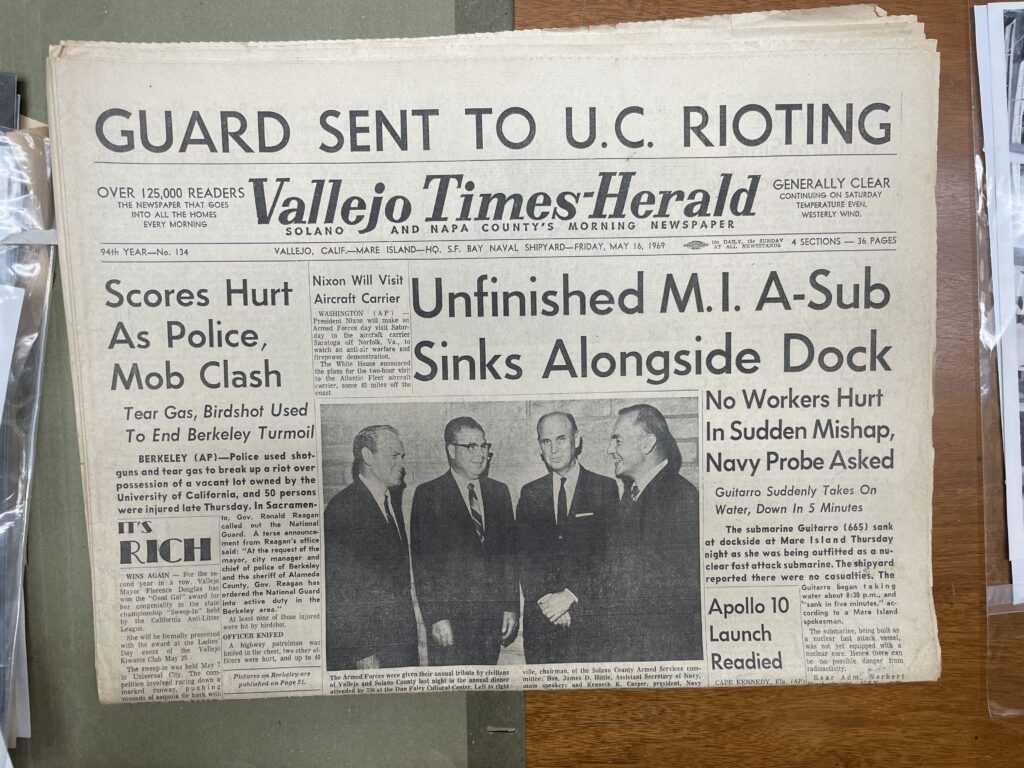 GUARD SENT TO U.C. RIOTING
OVER 125,000 READERS
THE NEWSPAPER THAT GOES
INTO ALL THE HOMES
EVERY MORNING
Vallejo Times-Herald
SOLANO AND NAPA COUNTY'S MORNING NEWSPAPER
GENERALLY CLEAR
CONTINUING ON SATURDAY
TEMPERATURE EVEN.
WESTERLY WIND.
94th YEAR—No. 134
VALLEJO, CALIF.—MARE ISLAND—HQ. S.F. BAY NAVAL SHIPYARD—FRIDAY, MAY 16, 1969
10c DAILY, 15c SUNDAY
AT ALL NEWSSTANDS
4 SECTIONS — 36 PAGES
Scores Hurt
As Police,
Mob Clash
Tear Gas, Birdshot Used
To End Berkeley Turmoil
BERKELEY (AP)—Police used shot-
guns and tear gas to break up a riot over
possession of a vacant lot owned by the
University of California, and 50 persons
were injured late Thursday. In Sacramen-
to, Gov. Ronald Reagan
called out the National
Guard. A terse announce-
ment from Reagan's office
said: "At the request of the
mayor, city manager and
chief of police of Berkeley
and the sheriff of Alameda
County, Gov. Reagan has
ordered the National Guard
into active duty in the
Berkeley area."
At least nine of those injured
were hit by birdshot.
OFFICER KNIFED
A highway patrolman was
knifed in the chest, two other of-
ficers were hurt, and up to 40
Pictures on Berkeley are
published on Page 21.
IT'S
RICH
WINS AGAIN — For the se-
cond year in a row, Vallejo
Mayor Florence Douglas has
won the "Good Gal" award for
her congeniality in the state
championship "Sweep-In" held
by the California Anti-Litter
League.
She will be formally presented
with the award at the Ladies'
Day event of the Vallejo
Kiwanis Club May 28.
The sweep-in was held May 7
in Universal City. The com-
petition involved racing down a
marked runway, pushing
mounds of sequoia fir bark with
Nixon Will Visit
Aircraft Carrier
WASHINGTON (AP) —
President Nixon will make an
Armed Forces day visit Satur-
day to the aircraft carrier
Saratoga off Norfolk, Va., to
watch an anti-air warfare and
firepower demonstration.
The White House announced
the plans for the two-hour visit
to the Atlantic Fleet aircraft
carrier, some 45 miles off the
coast.
Unfinished M.I. A-Sub
Sinks Alongside Dock
The Armed Forces were given their annual tribute by civilians
of Vallejo and Solano County last night in the annual dinner
attended by 250 at the Dan Foley Cultural Center. Left to right
ville, chairman, of the Solano County Armed Services com-
mittee; Hon. James D. Hittle, Assistant Secretary of Navy,
main speaker; and Kenneth K. Casper, president, Navy
No Workers Hurt
In Sudden Mishap,
Navy Probe Asked
Guitarro Suddenly Takes On
Water, Down In 5 Minutes
The submarine Guitarro (665) sank
at dockside at Mare Island Thursday
night as she was being outfitted as a nu-
clear fast attack submarine. The shipyard
reported there were no casualties. The
Guitarro began taking
water about 8:30 p.m., and
"sank in five minutes," ac-
cording to a Mare Island
spokesman.
The submarine, being built as
a nuclear fast attack vessel,
was not yet equipped with a
nuclear core. Hence there can
be no possible danger from
radioactivity.
Rear Adm. Norbert
Apollo 10
Launch
Readied
CAPE KENNEDY, Fla. (AP)